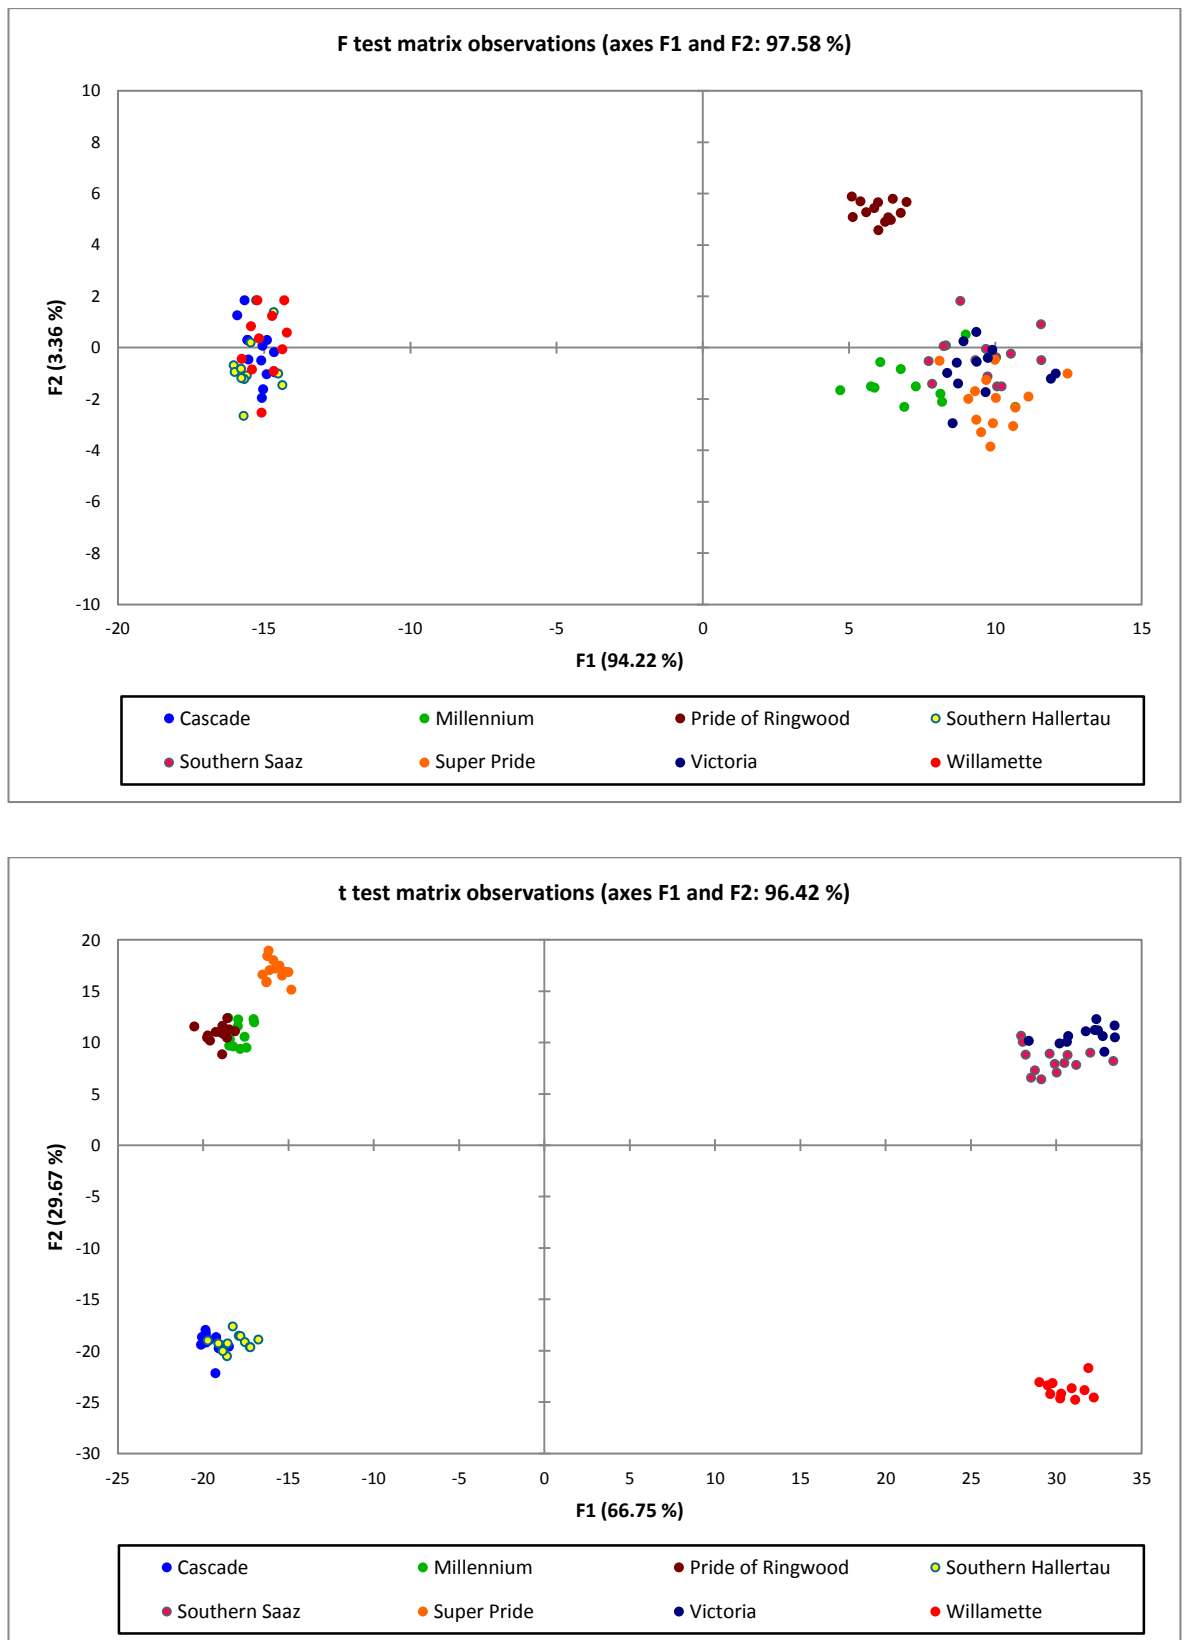 F test matrix observations (axes F1 and F2: 97.58 %)
10
8
6
4
2
0
-2
-4
-6
-8
-10
F2 (3.36 %)
-20 -15 -10 -5 0 5 10 15
F1 (94.22 %)
Cascade Millennium Pride of Ringwood Southern Hallertau
Southern Saaz Super Pride Victoria Willamette
t test matrix observations (axes F1 and F2: 96.42 %)
20
15
10
5
0
-5
-10
-15
-20
-25
-30
F2 (29.67 %)
-25 -20 -15 -10 -5 0 5 10 15 20 25 30 35
F1 (66.75 %)
Cascade Millennium Pride of Ringwood Southern Hallertau
Southern Saaz Super Pride Victoria Willamette